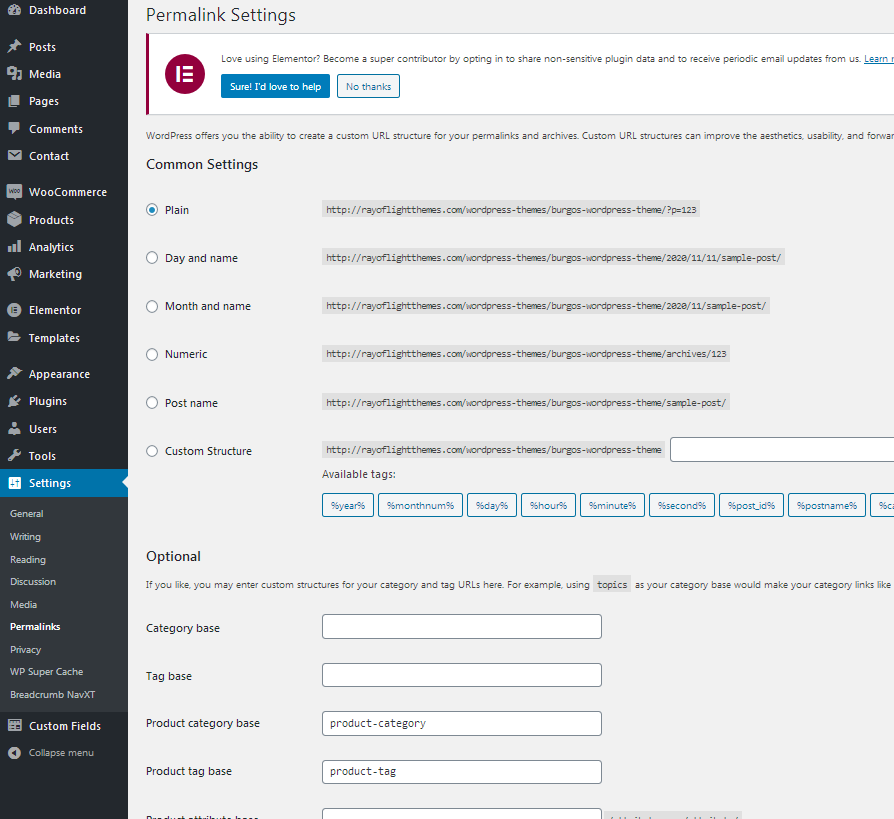 Dashboard
Posts
Media
Pages
Comments
Contact
WooCommerce
Products
Analytics
Marketing
Elementor
Templates
Appearance
Plugins
Users
Tools
Settings
General
Writing
Reading
Discussion
Media
Permalinks
Privacy
WP Super Cache
Breadcrumb NavXT
Custom Fields
Collapse menu
Permalink Settings
Love using Elementor? Become a super contributor by opting in to share non-sensitive plugin data and to receive periodic email updates from us. Learn
Sure! I'd love to help No thanks
WordPress offers you the ability to create a custom URL structure for your permalinks and archives. Custom URL structures can improve the aesthetics, usability, and forwar
Common Settings
Plain http://rayoflightthemes.com/wordpress-themes/burgos-wordpress-theme/?p=123
Day and name http://rayoflightthemes.com/wordpress-themes/burgos-wordpress-theme/2020/11/11/sample-post/
Month and name http://rayoflightthemes.com/wordpress-themes/burgos-wordpress-theme/2020/11/sample-post/
Numeric http://rayoflightthemes.com/wordpress-themes/burgos-wordpress-theme/archives/123
Post name http://rayoflightthemes.com/wordpress-themes/burgos-wordpress-theme/sample-post/
Custom Structure http://rayoflightthemes.com/wordpress-themes/burgos-wordpress-theme
Available tags:
%year% %monthnum% %day% %hour% %minute% %second% %post_id% %postname% %ca
Optional
If you like, you may enter custom structures for your category and tag URLs here. For example, using topics as your category base would make your category links like
Category base
Tag base
Product category base product-category
Product tag base product-tag